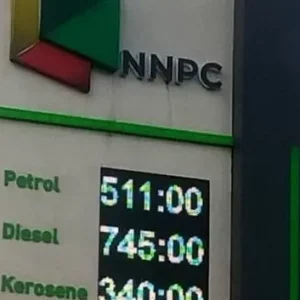 NNPC
Petrol 511:00
Diesel 745:00
Kerosene 340:00